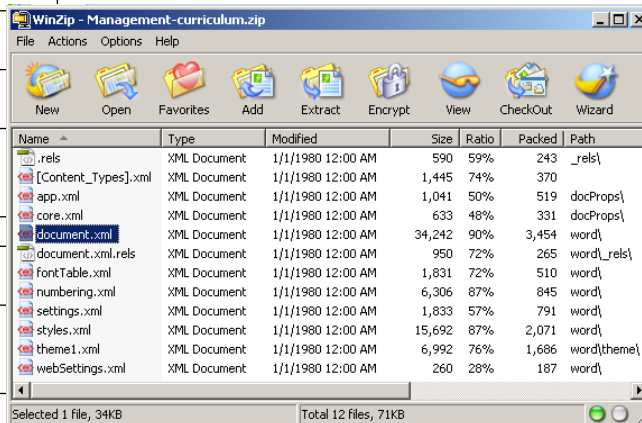 WinZip - Management-curriculum.zip
File Actions Options Help
New Open Favorites Add Extract Encrypt View CheckOut Wizard
Name Type Modified Size Ratio Packed Path
.rels XML Document 1/1/1980 12:00 AM 590 59% 243 _rels\
[Content_Types].xml XML Document 1/1/1980 12:00 AM 1,445 74% 370
app.xml XML Document 1/1/1980 12:00 AM 1,041 50% 519 docProps\
core.xml XML Document 1/1/1980 12:00 AM 633 48% 331 docProps\
document.xml XML Document 1/1/1980 12:00 AM 34,242 90% 3,454 word\
document.xml.rels XML Document 1/1/1980 12:00 AM 950 72% 265 word\_rels\
fontTable.xml XML Document 1/1/1980 12:00 AM 1,831 72% 510 word\
numbering.xml XML Document 1/1/1980 12:00 AM 6,306 87% 845 word\
settings.xml XML Document 1/1/1980 12:00 AM 1,833 57% 791 word\
styles.xml XML Document 1/1/1980 12:00 AM 15,692 87% 2,071 word\
theme1.xml XML Document 1/1/1980 12:00 AM 6,992 76% 1,686 word\theme\
webSettings.xml XML Document 1/1/1980 12:00 AM 260 28% 187 word\
Selected 1 file, 34KB Total 12 files, 71KB